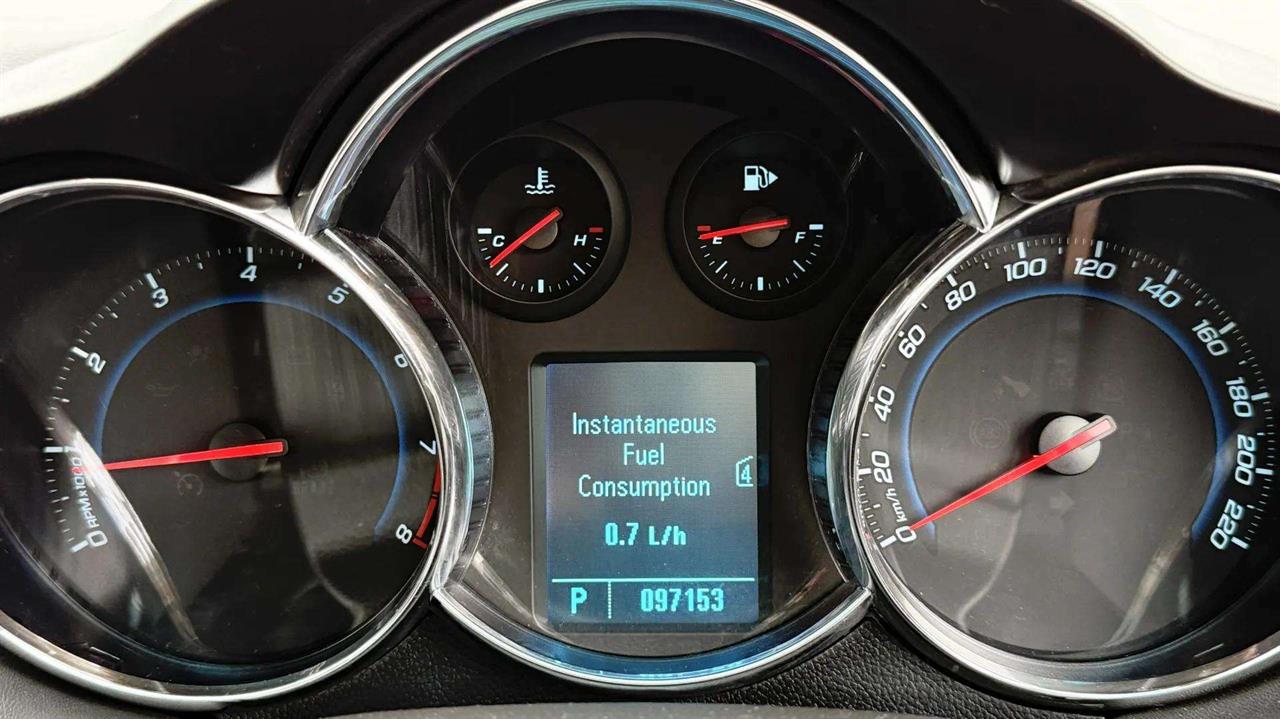 C H
E F
0 RPMx1000 1 2 3 4 5 6 7 8
Instantaneous
Fuel
Consumption
4
0.7 L/h
P 097153
0 km/h 20 40 60 80 100 120 140 160 180 200 220